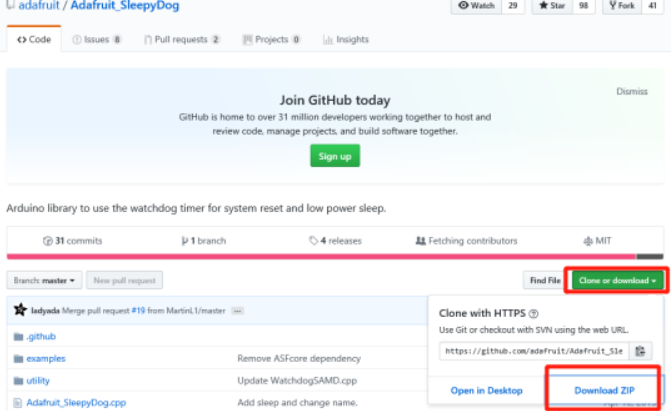 adafruit / Adafruit_SleepyDog
Watch 29 Star 98 Fork 41
Code Issues 8 Pull requests 2 Projects 0 Insights
Dismiss
Join GitHub today
GitHub is home to over 31 million developers working together to host and
review code, manage projects, and build software together.
Sign up
Arduino library to use the watchdog timer for system reset and low power sleep.
31 commits 1 branch 4 releases Fetching contributors MIT
Branch: master New pull request Find File Clone or download
ladyada Merge pull request #19 from MartinL1/master ...
Clone with HTTPS
Use Git or checkout with SVN using the web URL.
https://github.com/adafruit/Adafruit_Sle
Open in Desktop Download ZIP
.github
examples Remove ASFcore dependency
utility Update WatchdogSAMD.cpp
Adafruit_SleepyDog.cpp Add sleep and change name.